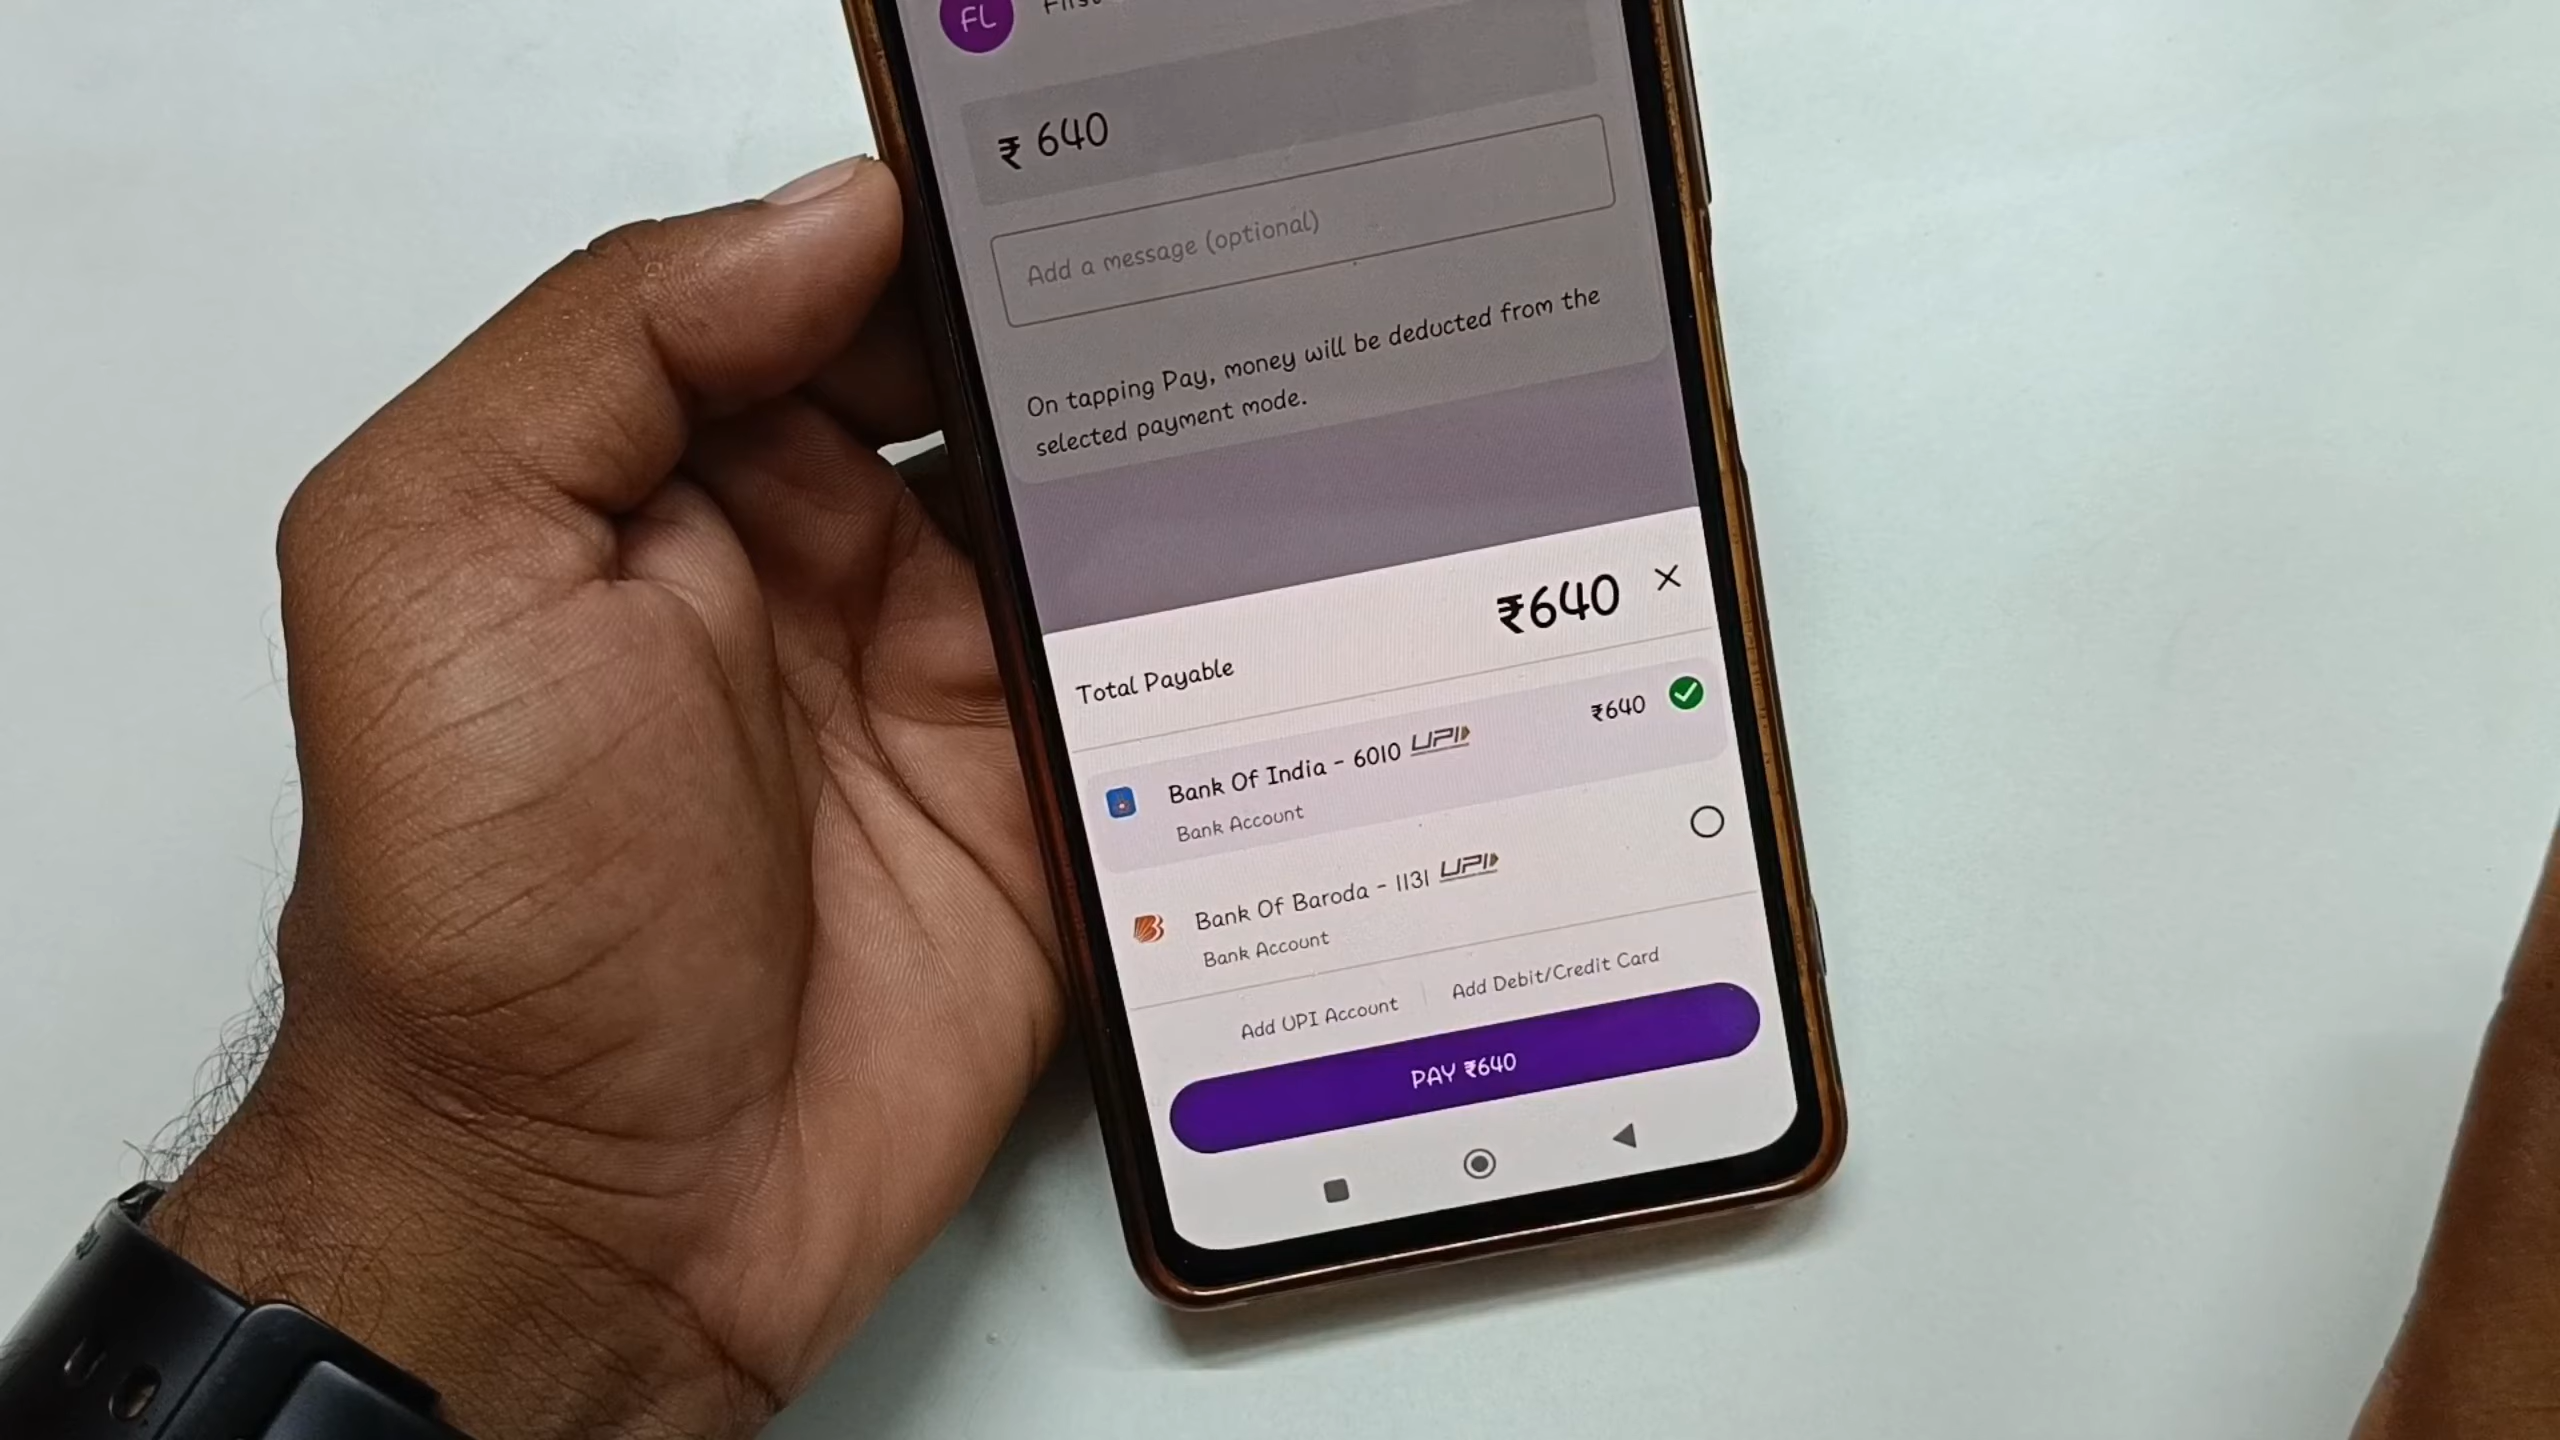 FL
₹ 640
Add a message (optional)
On tapping Pay, money will be deducted from the
selected payment mode.
Total Payable ₹640
Bank Of India - 6010 UPI ₹640
Bank Account
Bank Of Baroda - 1131 UPI
Bank Account
Add UPI Account Add Debit/Credit Card
PAY ₹640